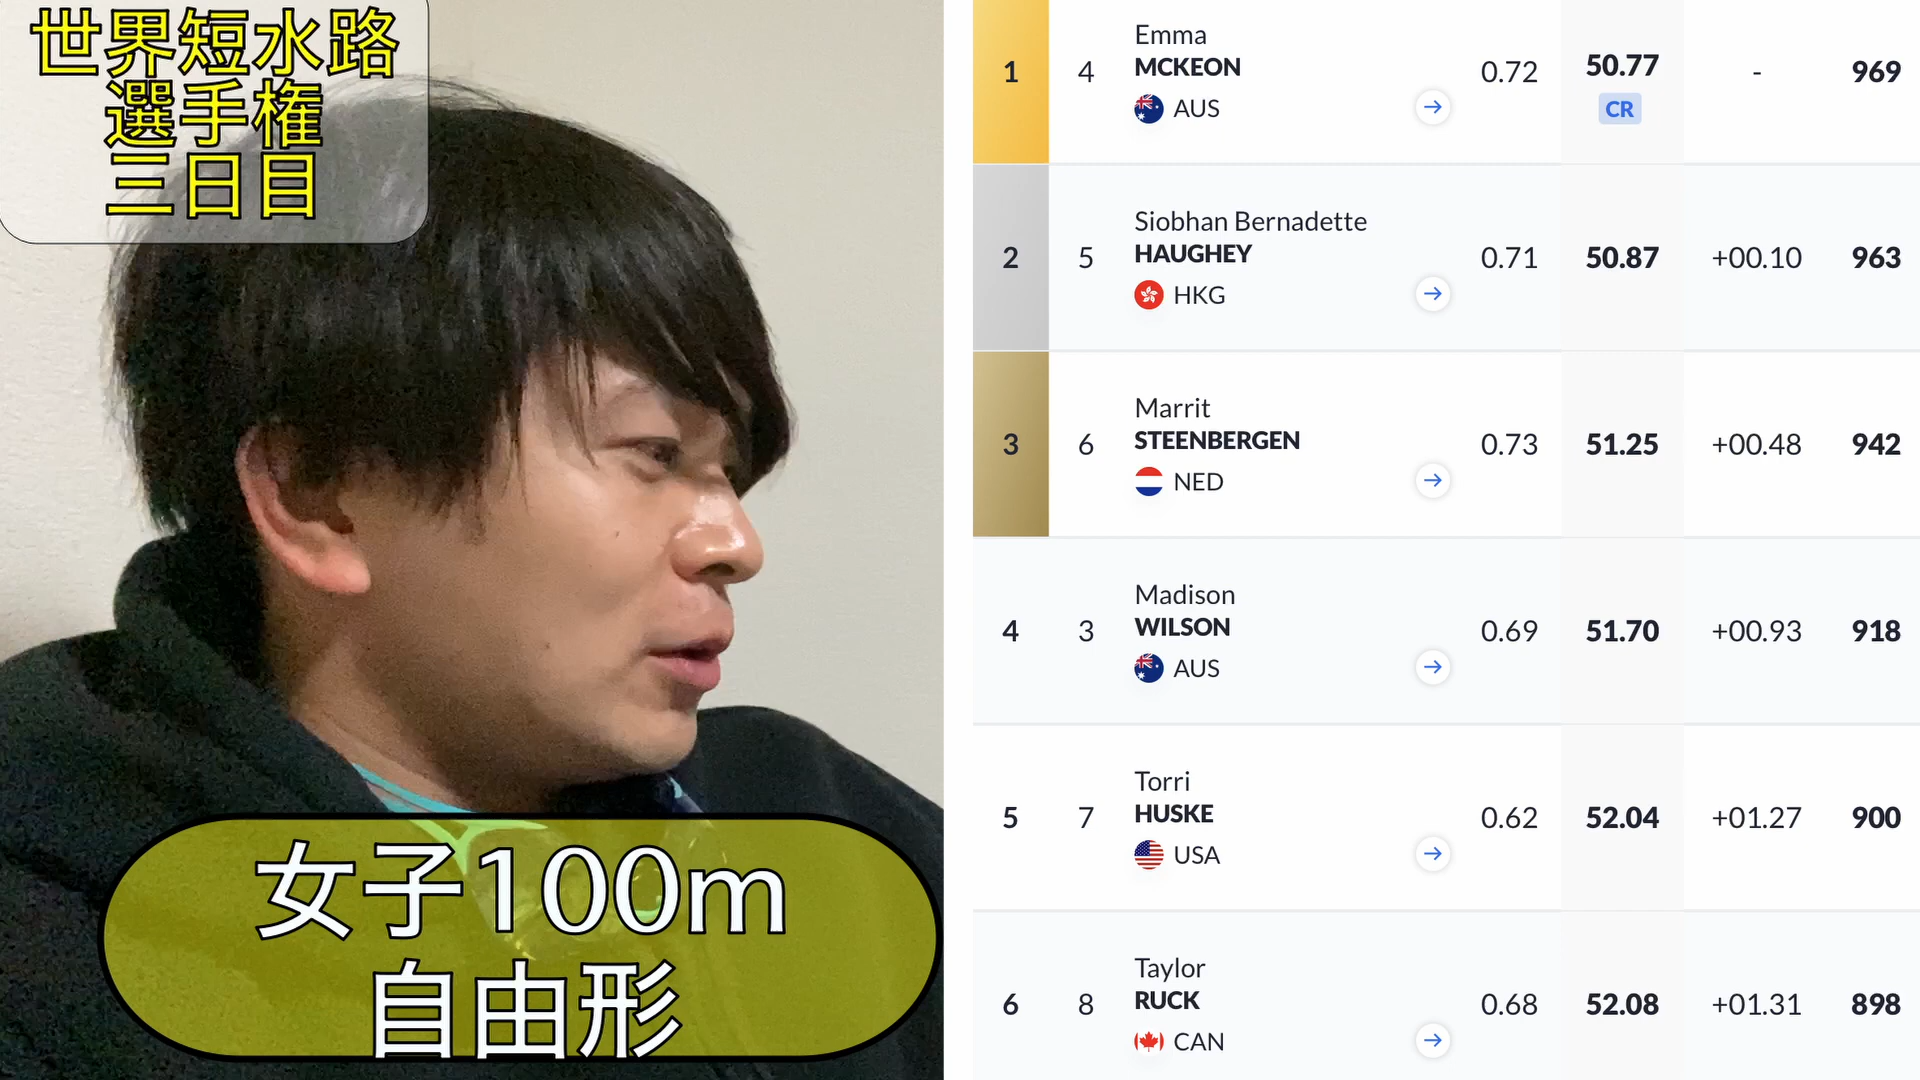 世界短水路
選手権
三日目
女子100m
自由形
1 4 Emma MCKEON AUS 0.72 50.77 CR - 969
2 5 Siobhan Bernadette HAUGHEY HKG 0.71 50.87 +00.10 963
3 6 Marrit STEENBERGEN NED 0.73 51.25 +00.48 942
4 3 Madison WILSON AUS 0.69 51.70 +00.93 918
5 7 Torri HUSKE USA 0.62 52.04 +01.27 900
6 8 Taylor RUCK CAN 0.68 52.08 +01.31 898